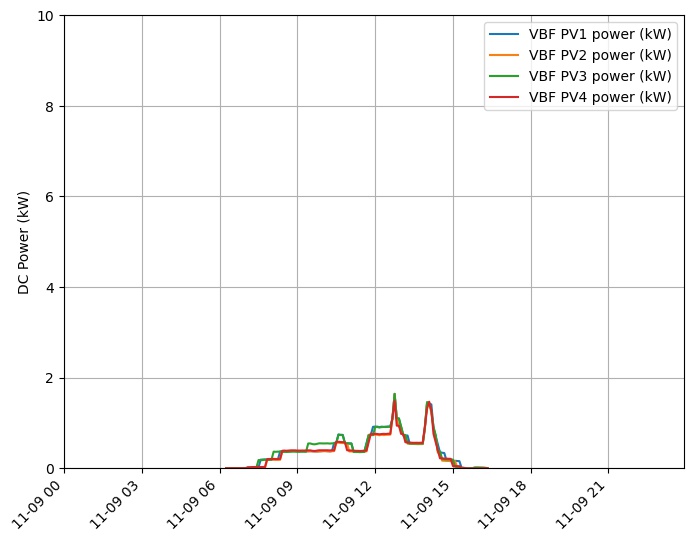 10
8
6
4
2
0
DC Power (kW)
VBF PV1 power (kW)
VBF PV2 power (kW)
VBF PV3 power (kW)
VBF PV4 power (kW)
11-09 00
11-09 03
11-09 06
11-09 09
11-09 12
11-09 15
11-09 18
11-09 21